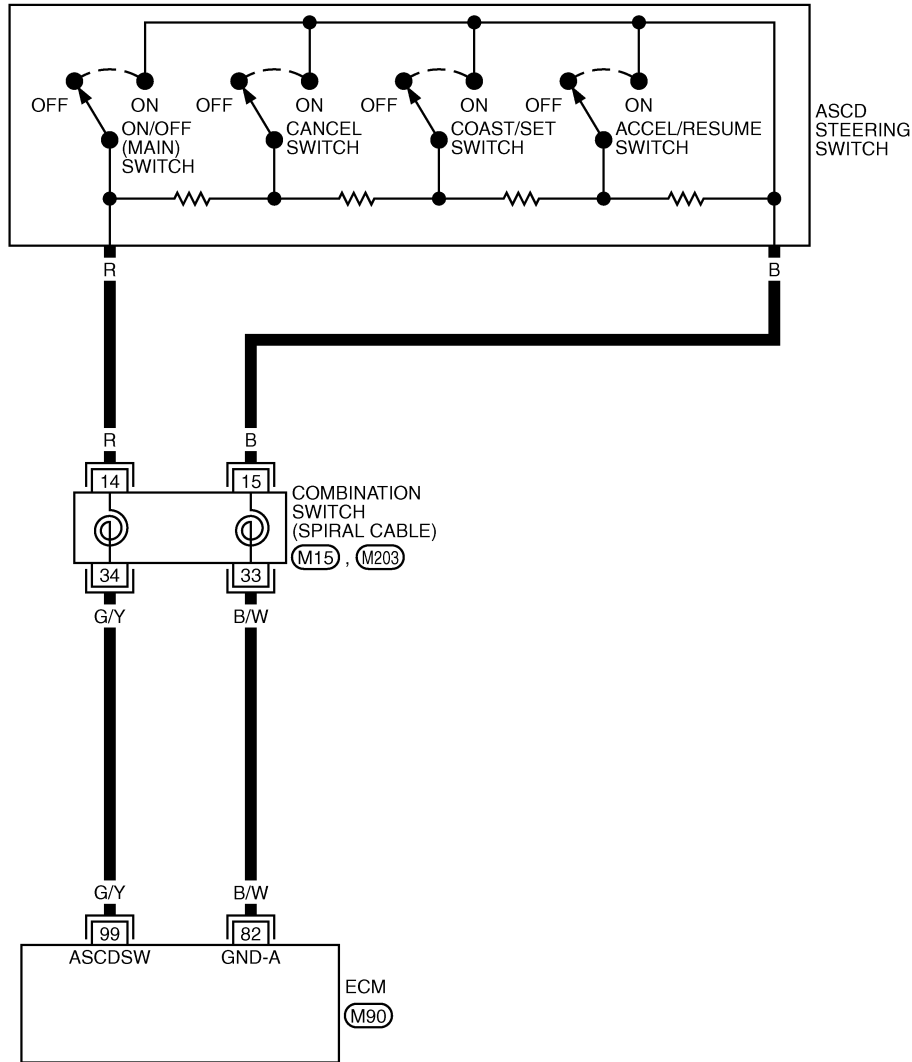 OFF ON OFF ON OFF ON OFF ON
ON/OFF
(MAIN)
SWITCH
CANCEL
SWITCH
COAST/SET
SWITCH
ACCEL/RESUME
SWITCH
ASCD
STEERING
SWITCH
R B
R B
14 15
COMBINATION
SWITCH
(SPIRAL CABLE)
M15 , M203
34 33
G/Y B/W
G/Y B/W
99 82
ASCDSW GND-A
ECM
M90